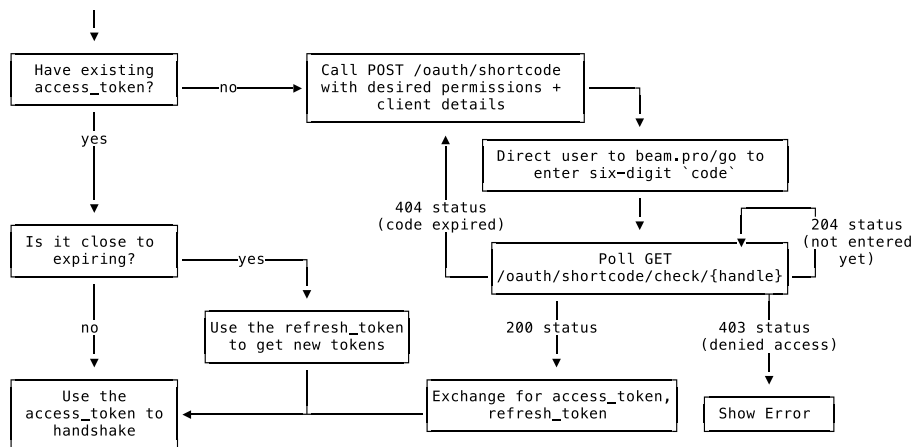 Have existing
access_token?
no
Call POST /oauth/shortcode
with desired permissions +
client details
yes
Direct user to beam.pro/go to
enter six-digit `code`
404 status
(code expired)
204 status
(not entered
yet)
Is it close to
expiring?
yes
Poll GET
/oauth/shortcode/check/{handle}
no
Use the refresh_token
to get new tokens
200 status
403 status
(denied access)
Use the
access_token to
handshake
Exchange for access_token,
refresh_token
Show Error